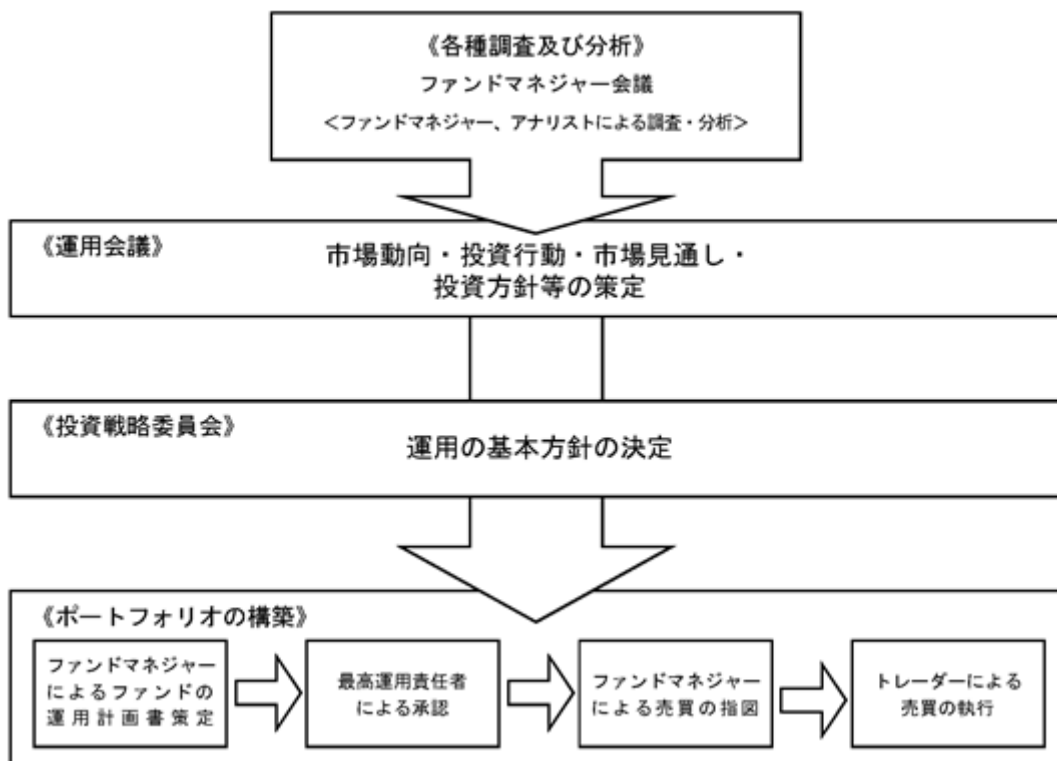 《各種調査及び分析》
ファンドマネジャー会議
＜ファンドマネジャー、アナリストによる調査・分析＞
《運用会議》
市場動向・投資行動・市場見通し・
投資方針等の策定
《投資戦略委員会》
運用の基本方針の決定
《ポートフォリオの構築》
ファンドマネジャー
によるファンドの
運用計画書策定
最高運用責任者
による承認
ファンドマネジャー
による売買の指図
トレーダーによる
売買の執行